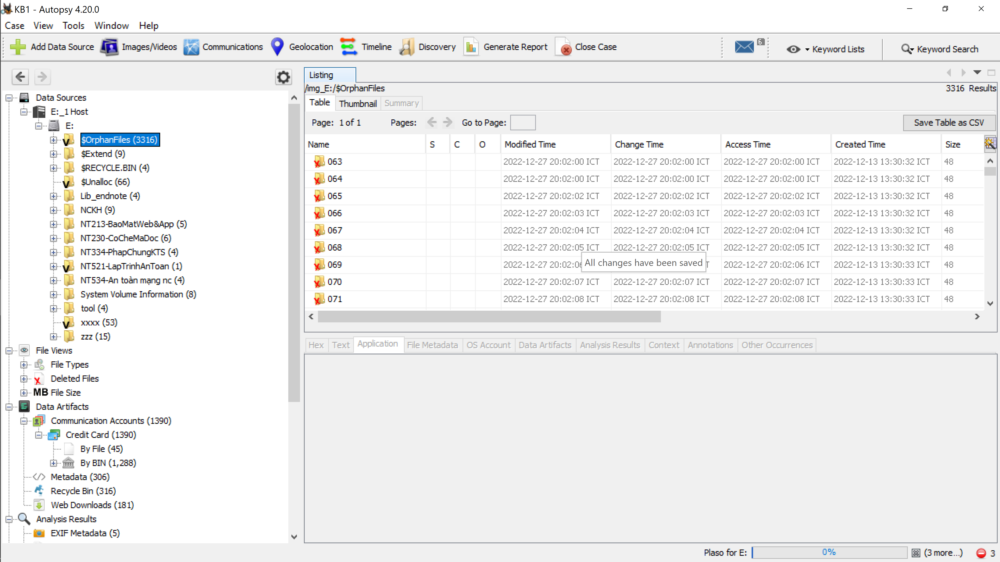 KB1 - Autopsy 4.20.0
Case View Tools Window Help
Add Data Source Images/Videos Communications Geolocation Timeline Discovery Generate Report Close Case 6 Keyword Lists Keyword Search
Data Sources
E:_1 Host
E:
$OrphanFiles (3316)
$Extend (9)
$RECYCLE.BIN (4)
$Unalloc (66)
Lib_endnote (4)
NCKH (9)
NT213-BaoMatWeb&App (5)
NT230-CoCheMaDoc (6)
NT334-PhapChungKTS (4)
NT521-LapTrinhAnToan (1)
NT534-An toàn mạng nc (4)
System Volume Information (8)
tool (4)
xxxx (53)
zzz (15)
File Views
File Types
Deleted Files
MB File Size
Data Artifacts
Communication Accounts (1390)
Credit Card (1390)
By File (45)
By BIN (1,288)
Metadata (306)
Recycle Bin (316)
Web Downloads (181)
Analysis Results
EXIF Metadata (5)
Listing
/img_E:/$OrphanFiles 3316 Results
Table Thumbnail Summary
Page: 1 of 1 Pages: Go to Page: Save Table as CSV
Name S C O Modified Time Change Time Access Time Created Time Size
063 2022-12-27 20:02:00 ICT 2022-12-27 20:02:00 ICT 2022-12-27 20:02:00 ICT 2022-12-13 13:30:32 ICT 48
064 2022-12-27 20:02:00 ICT 2022-12-27 20:02:00 ICT 2022-12-27 20:02:00 ICT 2022-12-13 13:30:32 ICT 48
065 2022-12-27 20:02:02 ICT 2022-12-27 20:02:02 ICT 2022-12-27 20:02:02 ICT 2022-12-13 13:30:32 ICT 48
066 2022-12-27 20:02:03 ICT 2022-12-27 20:02:03 ICT 2022-12-27 20:02:03 ICT 2022-12-13 13:30:32 ICT 48
067 2022-12-27 20:02:04 ICT 2022-12-27 20:02:04 ICT 2022-12-27 20:02:04 ICT 2022-12-13 13:30:32 ICT 48
068 2022-12-27 20:02:05 ICT 2022-12-27 20:02:05 ICT 2022-12-27 20:02:05 ICT 2022-12-13 13:30:32 ICT 48
069 2022-12-27 20:02:06 All changes have been saved 2022-12-27 20:02:06 ICT 2022-12-13 13:30:33 ICT 48
070 2022-12-27 20:02:07 ICT 2022-12-27 20:02:07 ICT 2022-12-27 20:02:07 ICT 2022-12-13 13:30:33 ICT 48
071 2022-12-27 20:02:08 ICT 2022-12-27 20:02:08 ICT 2022-12-27 20:02:08 ICT 2022-12-13 13:30:33 ICT 48
Hex Text Application File Metadata OS Account Data Artifacts Analysis Results Context Annotations Other Occurrences
Plaso for E: 0% (3 more...) 3